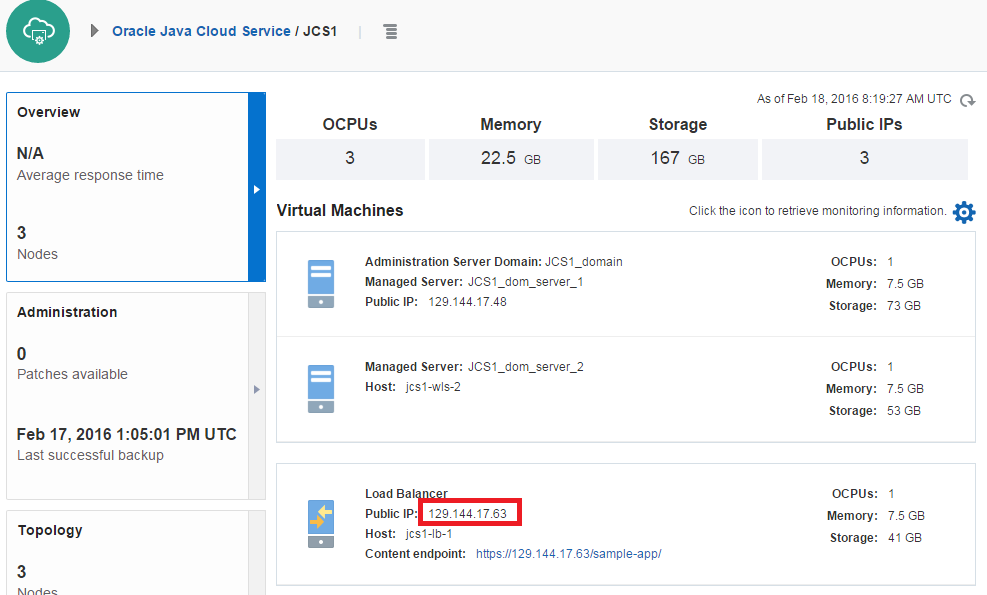 Oracle Java Cloud Service / JCS1
As of Feb 18, 2016 8:19:27 AM UTC
Overview
N/A
Average response time
3
Nodes
Administration
0
Patches available
Feb 17, 2016 1:05:01 PM UTC
Last successful backup
Topology
3
Nodes
OCPUs Memory Storage Public IPs
3 22.5 GB 167 GB 3
Virtual Machines Click the icon to retrieve monitoring information.
Administration Server Domain: JCS1_domain OCPUs: 1
Managed Server: JCS1_dom_server_1 Memory: 7.5 GB
Public IP: 129.144.17.48 Storage: 73 GB
Managed Server: JCS1_dom_server_2 OCPUs: 1
Host: jcs1-wls-2 Memory: 7.5 GB
Storage: 53 GB
Load Balancer OCPUs: 1
Public IP: 129.144.17.63 Memory: 7.5 GB
Host: jcs1-lb-1 Storage: 41 GB
Content endpoint: https://129.144.17.63/sample-app/